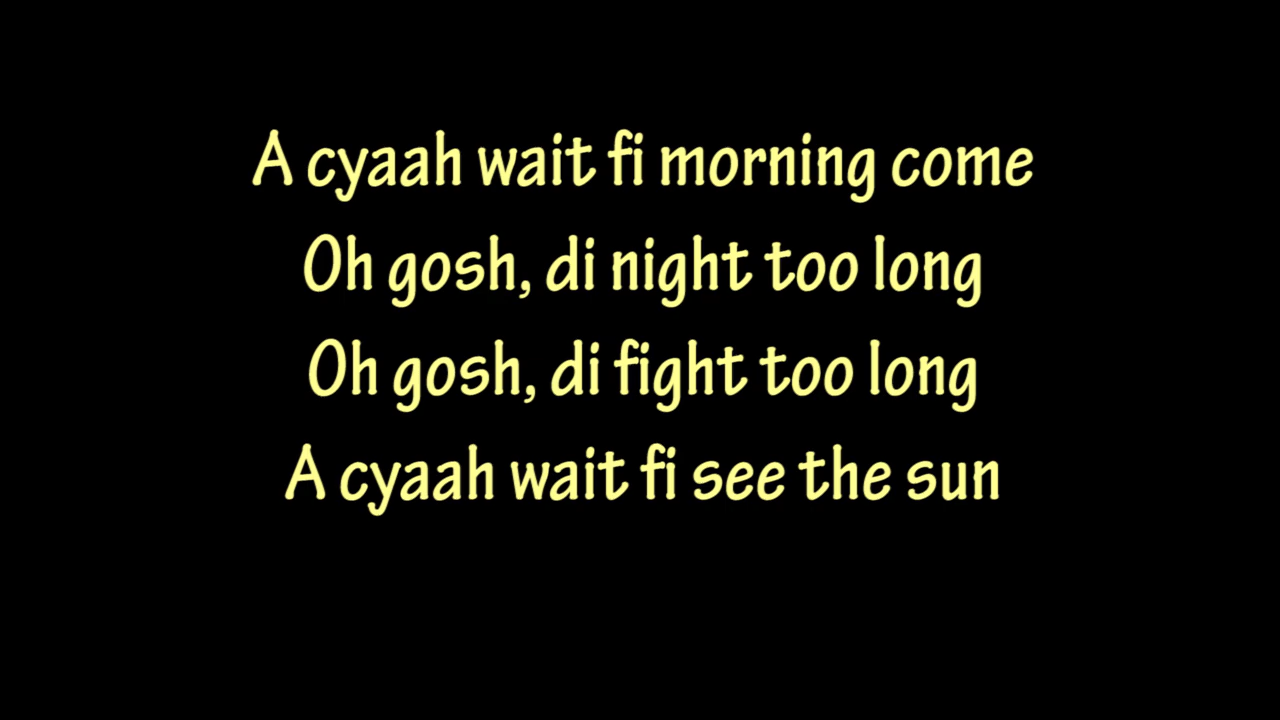 A cyaah wait fi morning come
Oh gosh, di night too long
Oh gosh, di fight too long
A cyaah wait fi see the sun